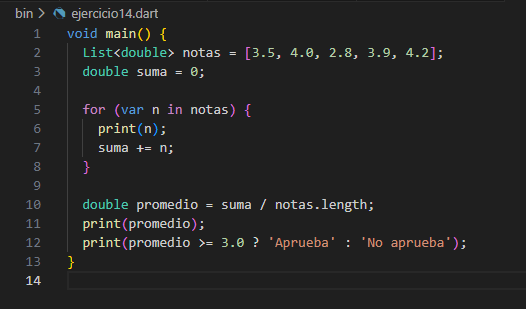 bin > ejercicio14.dart
1 void main() {
2   List<double> notas = [3.5, 4.0, 2.8, 3.9, 4.2];
3   double suma = 0;
4
5   for (var n in notas) {
6     print(n);
7     suma += n;
8   }
9
10   double promedio = suma / notas.length;
11   print(promedio);
12   print(promedio >= 3.0 ? 'Aprueba' : 'No aprueba');
13 }
14